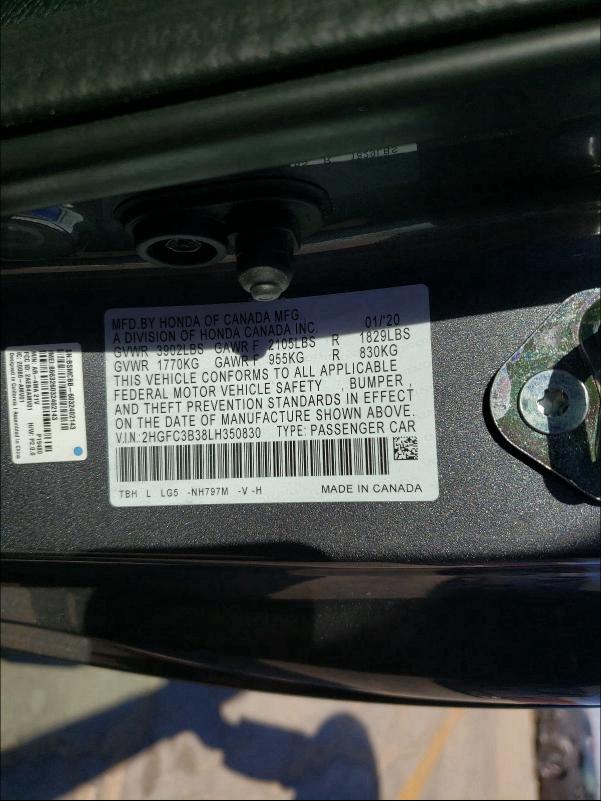 MFD.BY HONDA OF CANADA MFG.,
A DIVISION OF HONDA CANADA INC. 01/'20
GVWR 3902LBS GAWR F 2105LBS R 1829LBS
GVWR 1770KG GAWR F 955KG R 830KG
THIS VEHICLE CONFORMS TO ALL APPLICABLE
FEDERAL MOTOR VEHICLE SAFETY , BUMPER ,
AND THEFT PREVENTION STANDARDS IN EFFECT ON
THE DATE OF MANUFACTURE SHOWN ABOVE.
V.I.N:2HGFC3B38LH350830 TYPE: PASSENGER CAR
TBH L LG5 -NH797M -V -H MADE IN CANADA